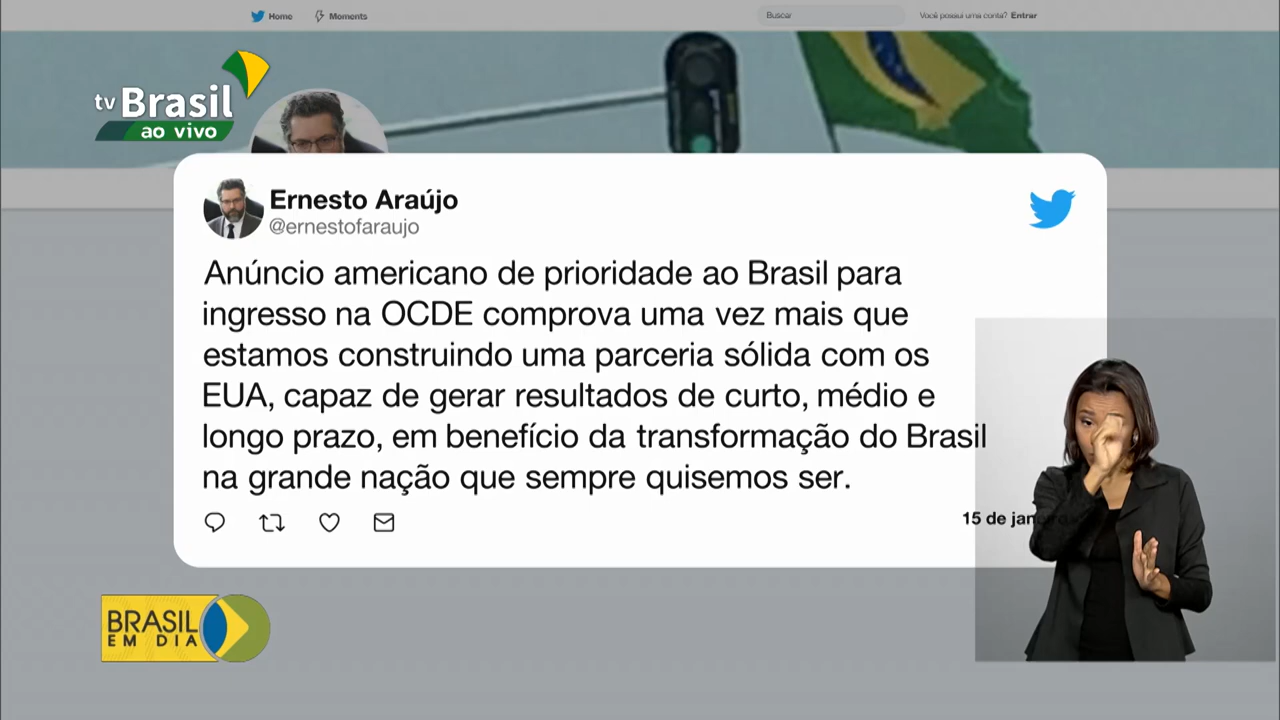 Home
Moments
Buscar
Você possui uma conta? Entrar
tv Brasil
ao vivo
Ernesto Araújo
@ernestofaraujo
Anúncio americano de prioridade ao Brasil para
ingresso na OCDE comprova uma vez mais que
estamos construindo uma parceria sólida com os
EUA, capaz de gerar resultados de curto, médio e
longo prazo, em benefício da transformação do Brasil
na grande nação que sempre quisemos ser.
15 de janeiro
BRASIL
EM DIA